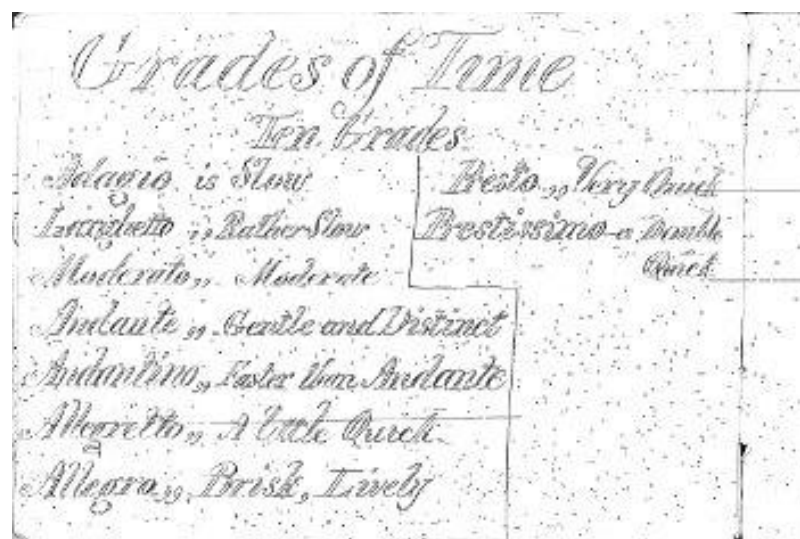 Grades of Time
Ten Grades
Adagio is Slow
Larghetto ,, Rather Slow
Moderato ,, Moderate
Andante ,, Gentle and Distinct
Andantino ,, Faster than Andante
Allegretto ,, A little Quick
Allegro ,, Brisk, Lively
Presto ,, Very Quick
Prestissimo - a Double
Quick